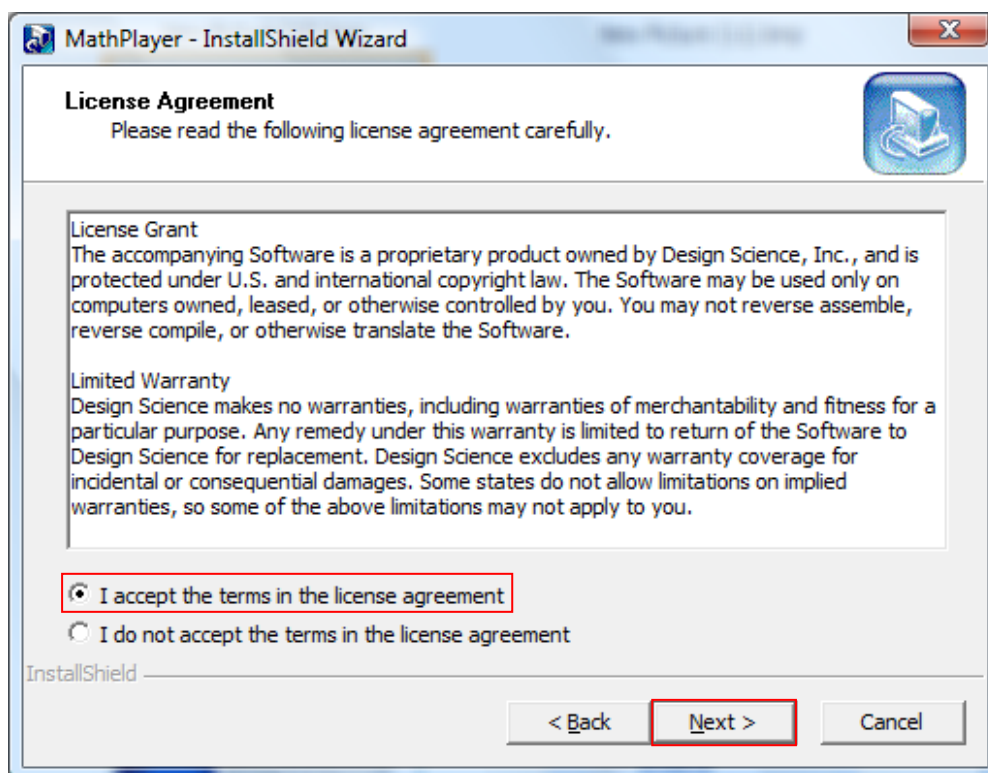 MathPlayer - InstallShield Wizard
License Agreement
Please read the following license agreement carefully.
License Grant
The accompanying Software is a proprietary product owned by Design Science, Inc., and is
protected under U.S. and international copyright law. The Software may be used only on
computers owned, leased, or otherwise controlled by you. You may not reverse assemble,
reverse compile, or otherwise translate the Software.
Limited Warranty
Design Science makes no warranties, including warranties of merchantability and fitness for a
particular purpose. Any remedy under this warranty is limited to return of the Software to
Design Science for replacement. Design Science excludes any warranty coverage for
incidental or consequential damages. Some states do not allow limitations on implied
warranties, so some of the above limitations may not apply to you.
I accept the terms in the license agreement
I do not accept the terms in the license agreement
InstallShield
< Back Next > Cancel